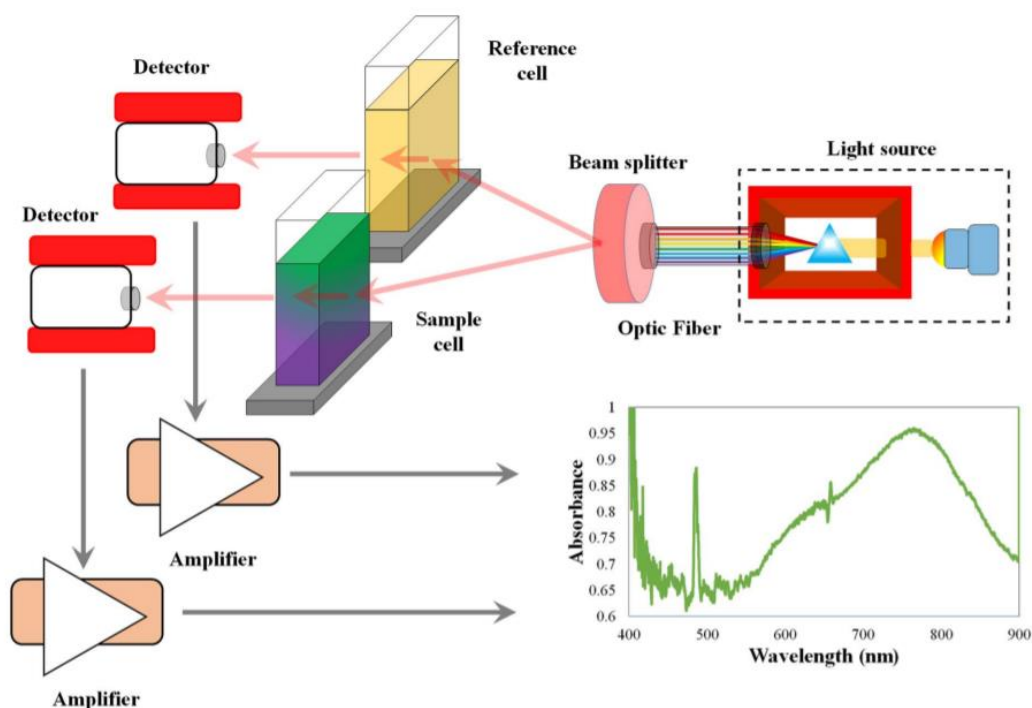 Reference
cell
Detector
Light source
Beam splitter
Detector
Sample
cell
Optic Fiber
Amplifier
Amplifier
1
0.95
0.9
0.85
0.8
0.75
0.7
0.65
0.6
Absorbance
400 500 600 700 800 900
Wavelength (nm)